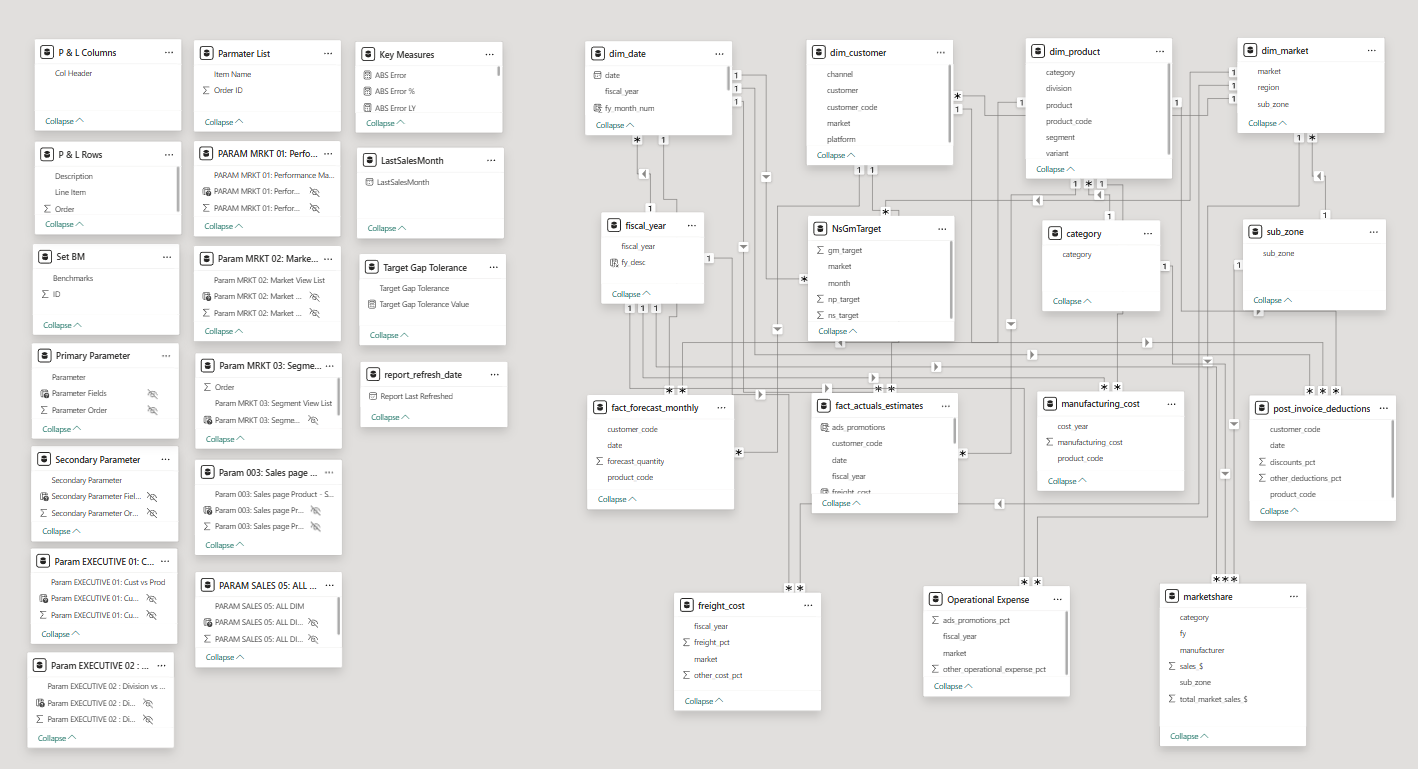 P & L Columns
Col Header
Collapse
Parmater List
Item Name
Order ID
Collapse
Key Measures
ABS Error
ABS Error %
ABS Error LY
Collapse
P & L Rows
Description
Line Item
Order
Collapse
PARAM MRKT 01: Perfo...
PARAM MRKT 01: Performance Ma...
PARAM MRKT 01: Perfor...
PARAM MRKT 01: Perfor...
Collapse
LastSalesMonth
LastSalesMonth
Collapse
Set BM
Benchmarks
ID
Collapse
Param MRKT 02: Marke...
Param MRKT 02: Market View List
Param MRKT 02: Market ...
Param MRKT 02: Market ...
Collapse
Target Gap Tolerance
Target Gap Tolerance
Target Gap Tolerance Value
Collapse
Primary Parameter
Parameter
Parameter Fields
Parameter Order
Collapse
Param MRKT 03: Segme...
Order
Param MRKT 03: Segment View List
Param MRKT 03: Segme...
Collapse
report_refresh_date
Report Last Refreshed
Collapse
Secondary Parameter
Secondary Parameter
Secondary Parameter Fiel...
Secondary Parameter Or...
Collapse
Param 003: Sales page ...
Param 003: Sales page Product - S...
Param 003: Sales page Pr...
Param 003: Sales page Pr...
Collapse
Param EXECUTIVE 01: C...
Param EXECUTIVE 01: Cust vs Prod
Param EXECUTIVE 01: Cu...
Param EXECUTIVE 01: Cu...
Collapse
PARAM SALES 05: ALL ...
PARAM SALES 05: ALL DIM
PARAM SALES 05: ALL DI...
PARAM SALES 05: ALL DI...
Collapse
Param EXECUTIVE 02 : ...
Param EXECUTIVE 02 : Division vs ...
Param EXECUTIVE 02 : Di...
Param EXECUTIVE 02 : Di...
Collapse
dim_date
date
fiscal_year
fy_month_num
Collapse
dim_customer
channel
customer
customer_code
market
platform
Collapse
dim_product
category
division
product
product_code
segment
variant
Collapse
dim_market
market
region
sub_zone
Collapse
fiscal_year
fiscal_year
fy_desc
Collapse
NsGmTarget
gm_target
market
month
np_target
ns_target
Collapse
category
category
Collapse
sub_zone
sub_zone
Collapse
fact_forecast_monthly
customer_code
date
forecast_quantity
product_code
Collapse
fact_actuals_estimates
ads_promotions
customer_code
date
fiscal_year
freight_cost
Collapse
manufacturing_cost
cost_year
manufacturing_cost
product_code
Collapse
post_invoice_deductions
customer_code
date
discounts_pct
other_deductions_pct
product_code
Collapse
freight_cost
fiscal_year
freight_pct
market
other_cost_pct
Collapse
Operational Expense
ads_promotions_pct
fiscal_year
market
other_operational_expense_pct
Collapse
marketshare
category
fy
manufacturer
sales_$
sub_zone
total_market_sales_$
Collapse